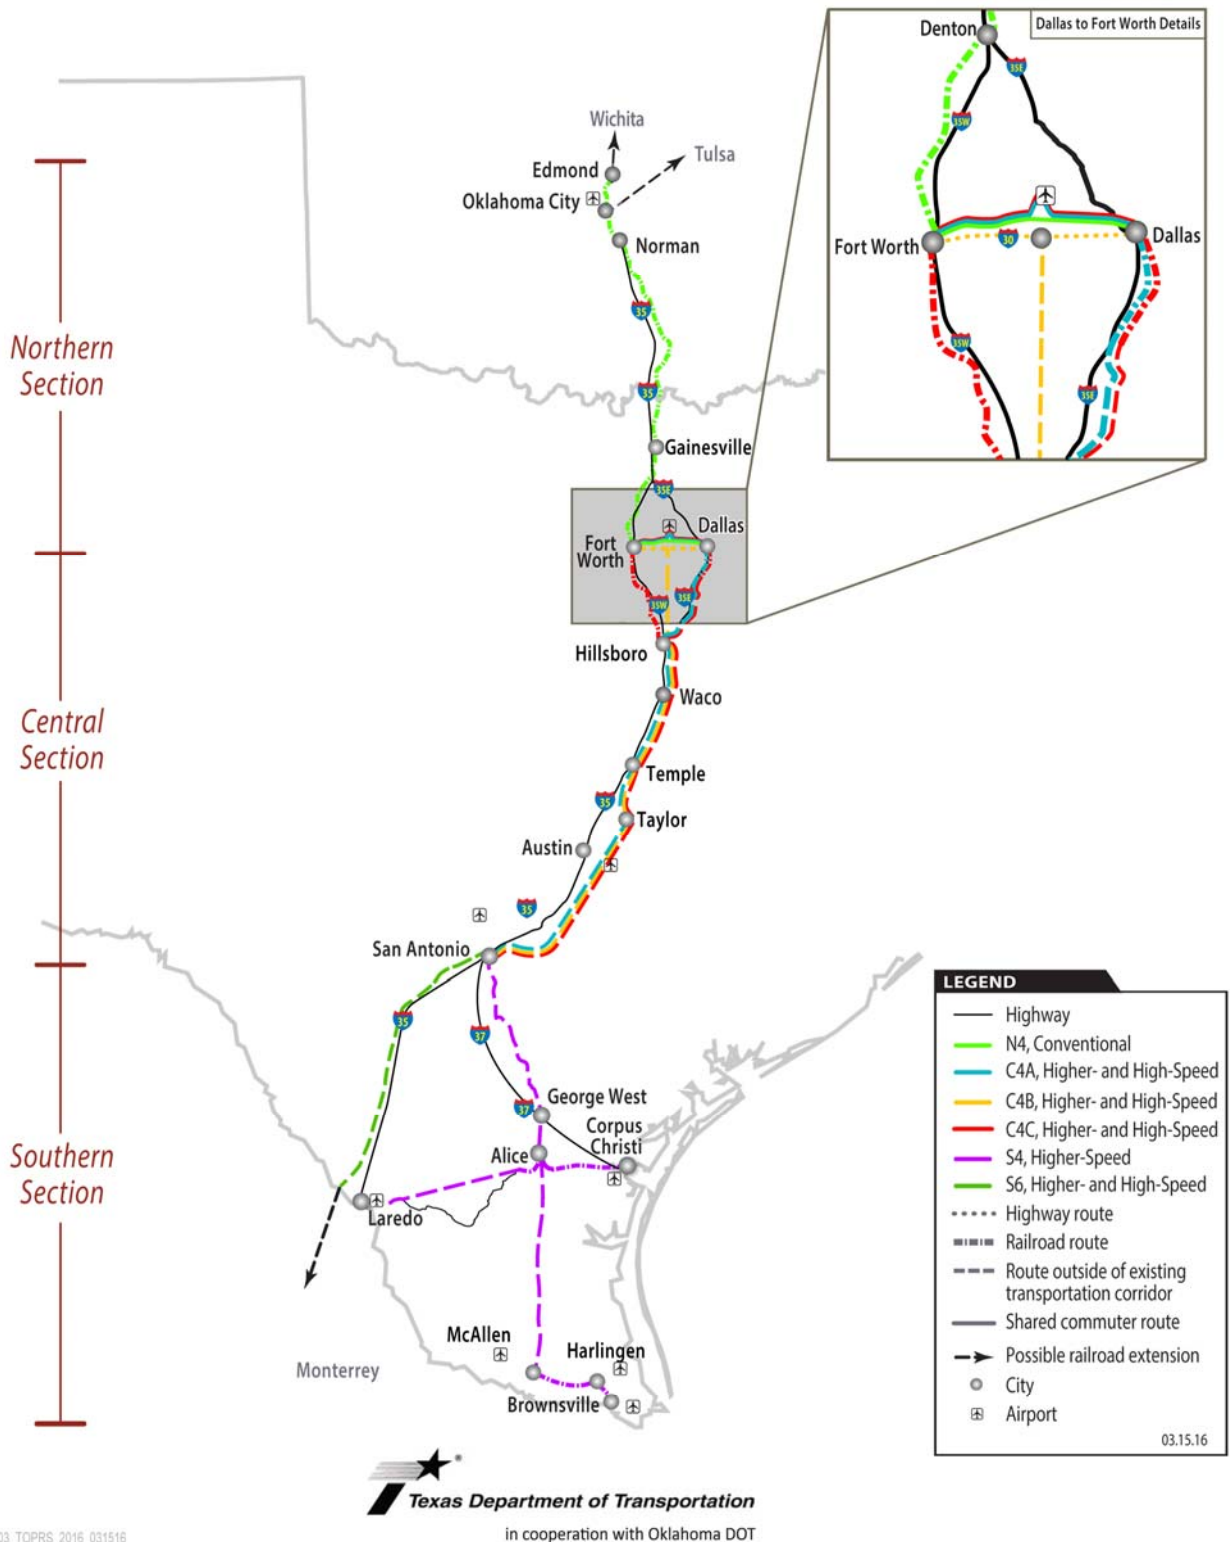 Denton
Dallas to Fort Worth Details
35E
35W
Fort Worth
30
Dallas
35W
35E
Wichita
Tulsa
Edmond
Oklahoma City
Norman
35
Northern
Section
35
Gainesville
35E
Dallas
Fort
Worth
35W
35E
Hillsboro
Waco
Central
Section
Temple
35
Taylor
Austin
35
San Antonio
35
37
George West
37
Corpus
Christi
Alice
Southern
Section
Laredo
McAllen
Harlingen
Monterrey
Brownsville
LEGEND
Highway
N4, Conventional
C4A, Higher- and High-Speed
C4B, Higher- and High-Speed
C4C, Higher- and High-Speed
S4, Higher-Speed
S6, Higher- and High-Speed
Highway route
Railroad route
Route outside of existing
transportation corridor
Shared commuter route
Possible railroad extension
City
Airport
03.15.16
®
Texas Department of Transportation
in cooperation with Oklahoma DOT
03_TOPRS_2016_031516